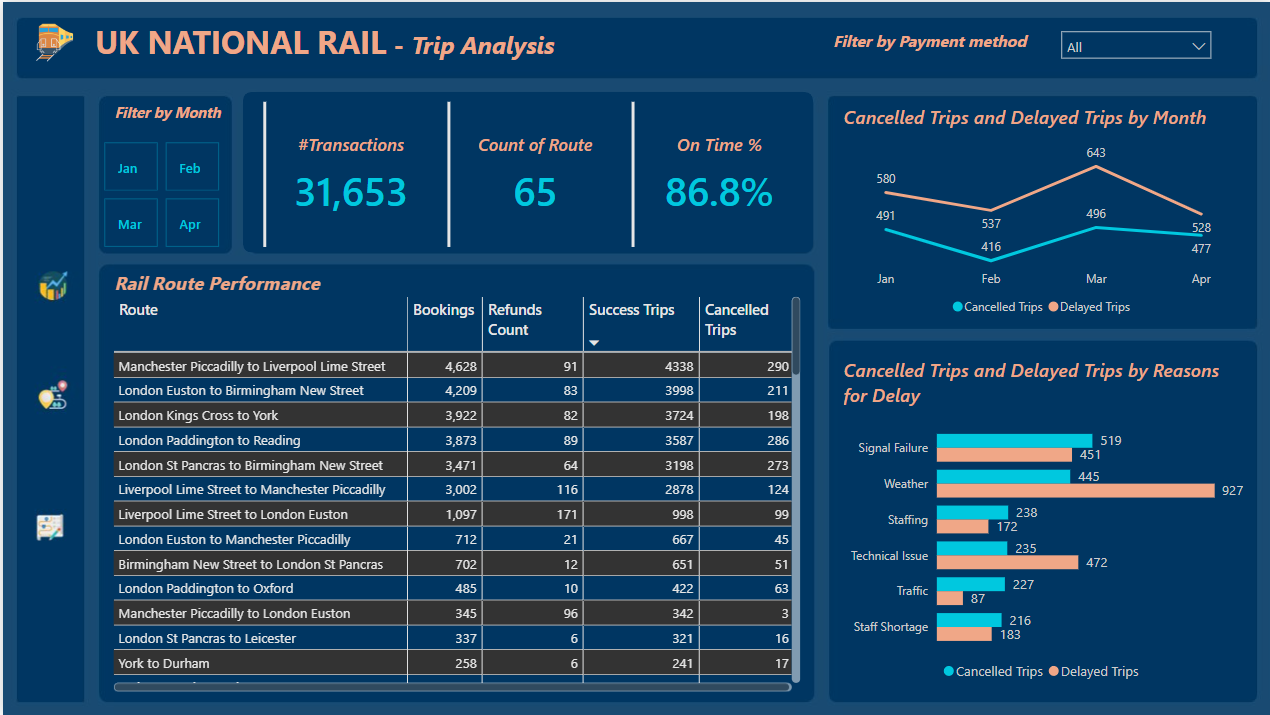 UK NATIONAL RAIL - Trip Analysis
Filter by Payment method
All
Filter by Month
Jan
Feb
Mar
Apr
#Transactions
31,653
Count of Route
65
On Time %
86.8%
Rail Route Performance
Route Bookings Refunds Count Success Trips Cancelled Trips
Manchester Piccadilly to Liverpool Lime Street 4,628 91 4338 290
London Euston to Birmingham New Street 4,209 83 3998 211
London Kings Cross to York 3,922 82 3724 198
London Paddington to Reading 3,873 89 3587 286
London St Pancras to Birmingham New Street 3,471 64 3198 273
Liverpool Lime Street to Manchester Piccadilly 3,002 116 2878 124
Liverpool Lime Street to London Euston 1,097 171 998 99
London Euston to Manchester Piccadilly 712 21 667 45
Birmingham New Street to London St Pancras 702 12 651 51
London Paddington to Oxford 485 10 422 63
Manchester Piccadilly to London Euston 345 96 342 3
London St Pancras to Leicester 337 6 321 16
York to Durham 258 6 241 17
Cancelled Trips and Delayed Trips by Month
580
537
643
528
491
416
496
477
Jan
Feb
Mar
Apr
Cancelled Trips
Delayed Trips
Cancelled Trips and Delayed Trips by Reasons
for Delay
Signal Failure 519 451
Weather 445 927
Staffing 238 172
Technical Issue 235 472
Traffic 227 87
Staff Shortage 216 183
Cancelled Trips
Delayed Trips